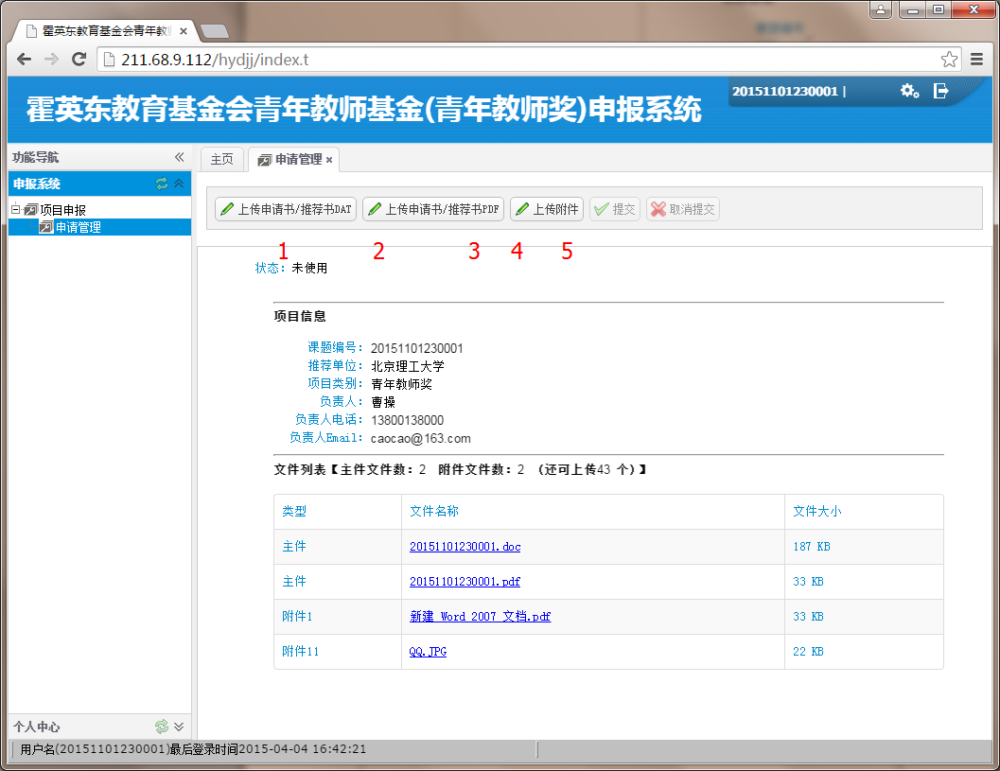 霍英东教育基金会青年教师
211.68.9.112/hydjj/index.t
霍英东教育基金会青年教师基金(青年教师奖)申报系统
20151101230001 |
功能导航
主页
申请管理
申报系统
项目申报
申请管理
上传申请书/推荐书DAT
上传申请书/推荐书PDF
上传附件
提交
取消提交
1 2 3 4 5
状态：未使用
项目信息
课题编号：20151101230001
推荐单位：北京理工大学
项目类别：青年教师奖
负责人：曹操
负责人电话：13800138000
负责人Email：caocao@163.com
文件列表【主件文件数：2 附件文件数：2 （还可上传43 个）】
类型 文件名称 文件大小
主件 20151101230001.doc 187 KB
主件 20151101230001.pdf 33 KB
附件1 新建 Word 2007 文档.pdf 33 KB
附件11 QQ.JPG 22 KB
个人中心
用户名(20151101230001)最后登录时间2015-04-04 16:42:21